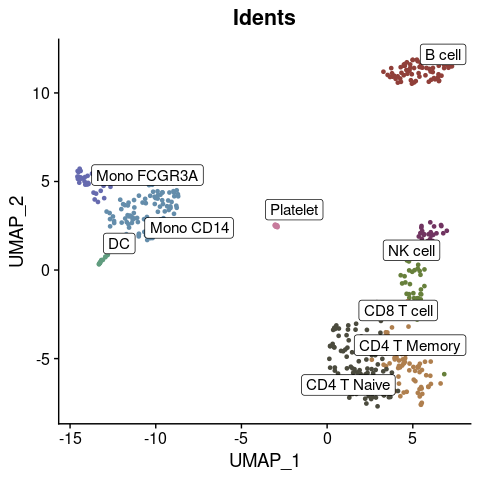 Idents
B cell
10
Mono FCGR3A
5
Platelet
Mono CD14
DC
NK cell
0
CD8 T cell
CD4 T Memory
-5
CD4 T Naive
-15
-10
-5
0
5
UMAP_1
UMAP_2